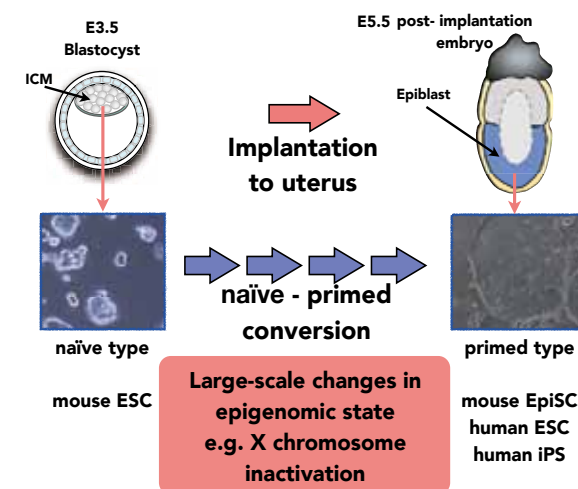 E3.5
Blastocyst
ICM
E5.5 post- implantation
embryo
Epiblast
Implantation
to uterus
naïve - primed
conversion
naïve type
mouse ESC
primed type
mouse EpiSC
human ESC
human iPS
Large-scale changes in
epigenomic state
e.g. X chromosome
inactivation